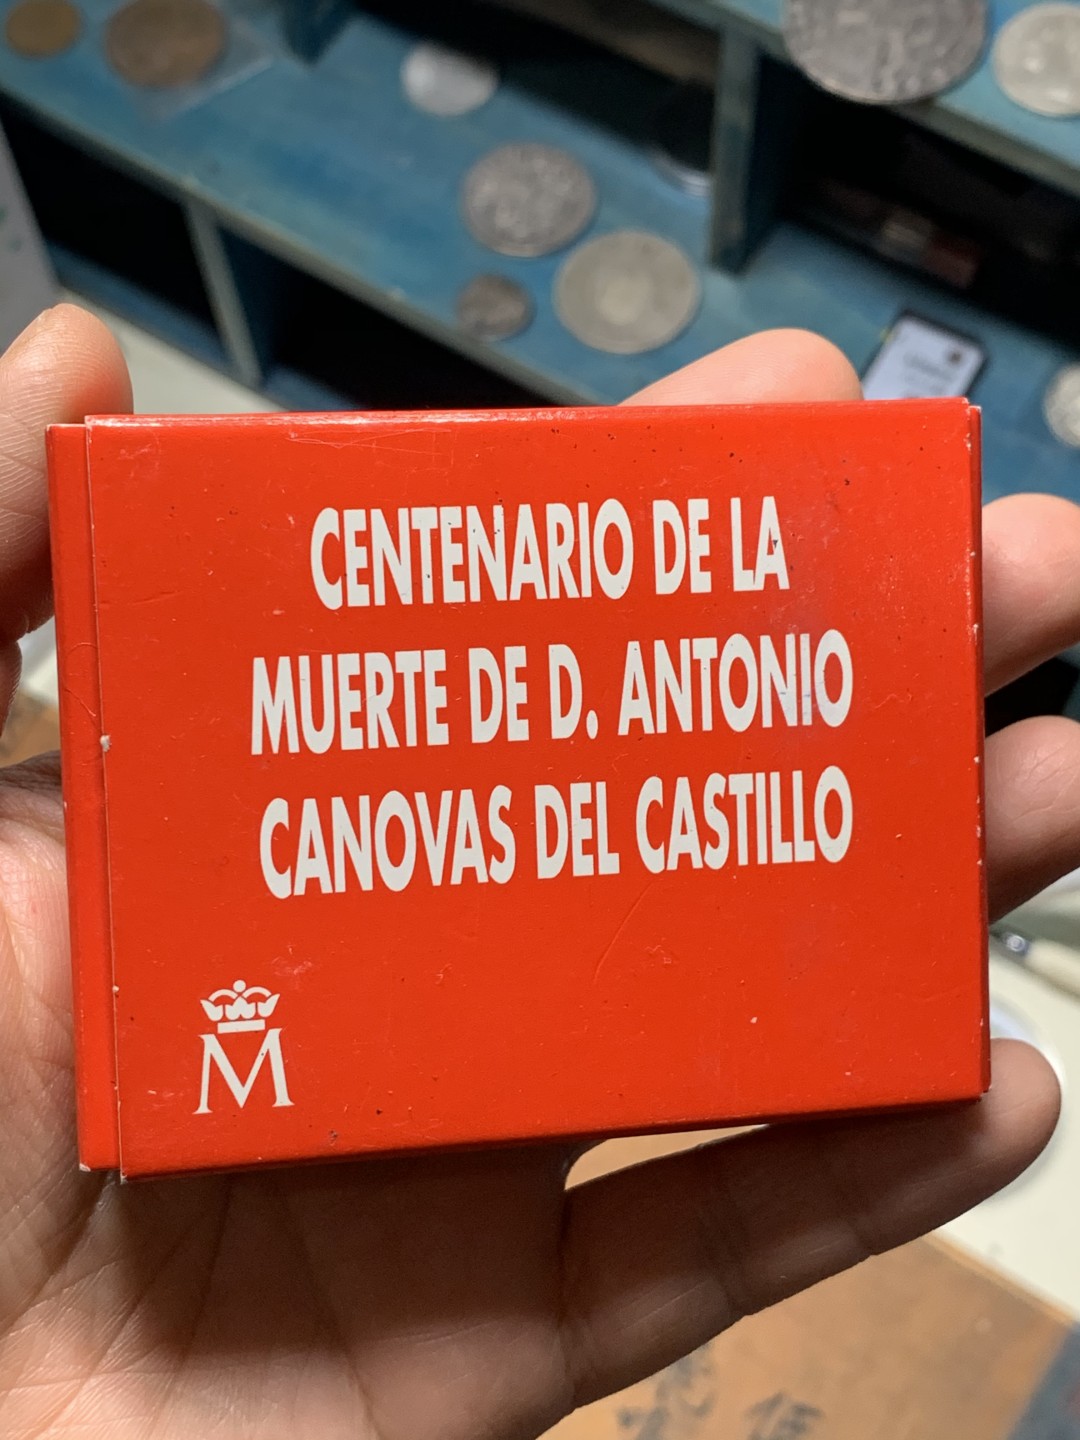 CENTENARIO DE LA
MUERTE DE D. ANTONIO
CANOVAS DEL CASTILLO
M